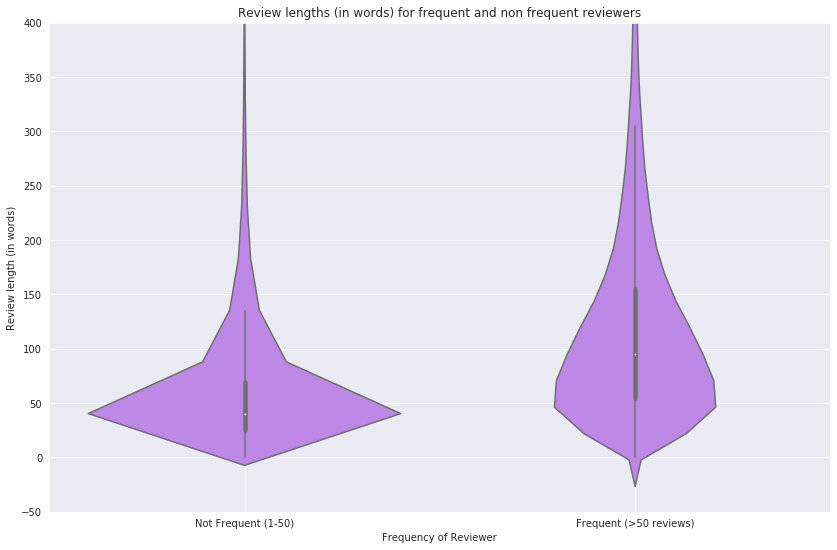 Review lengths (in words) for frequent and non frequent reviewers
400
350
300
250
200
150
100
50
0
−50
Review length (in words)
Not Frequent (1-50)
Frequent (>50 reviews)
Frequency of Reviewer